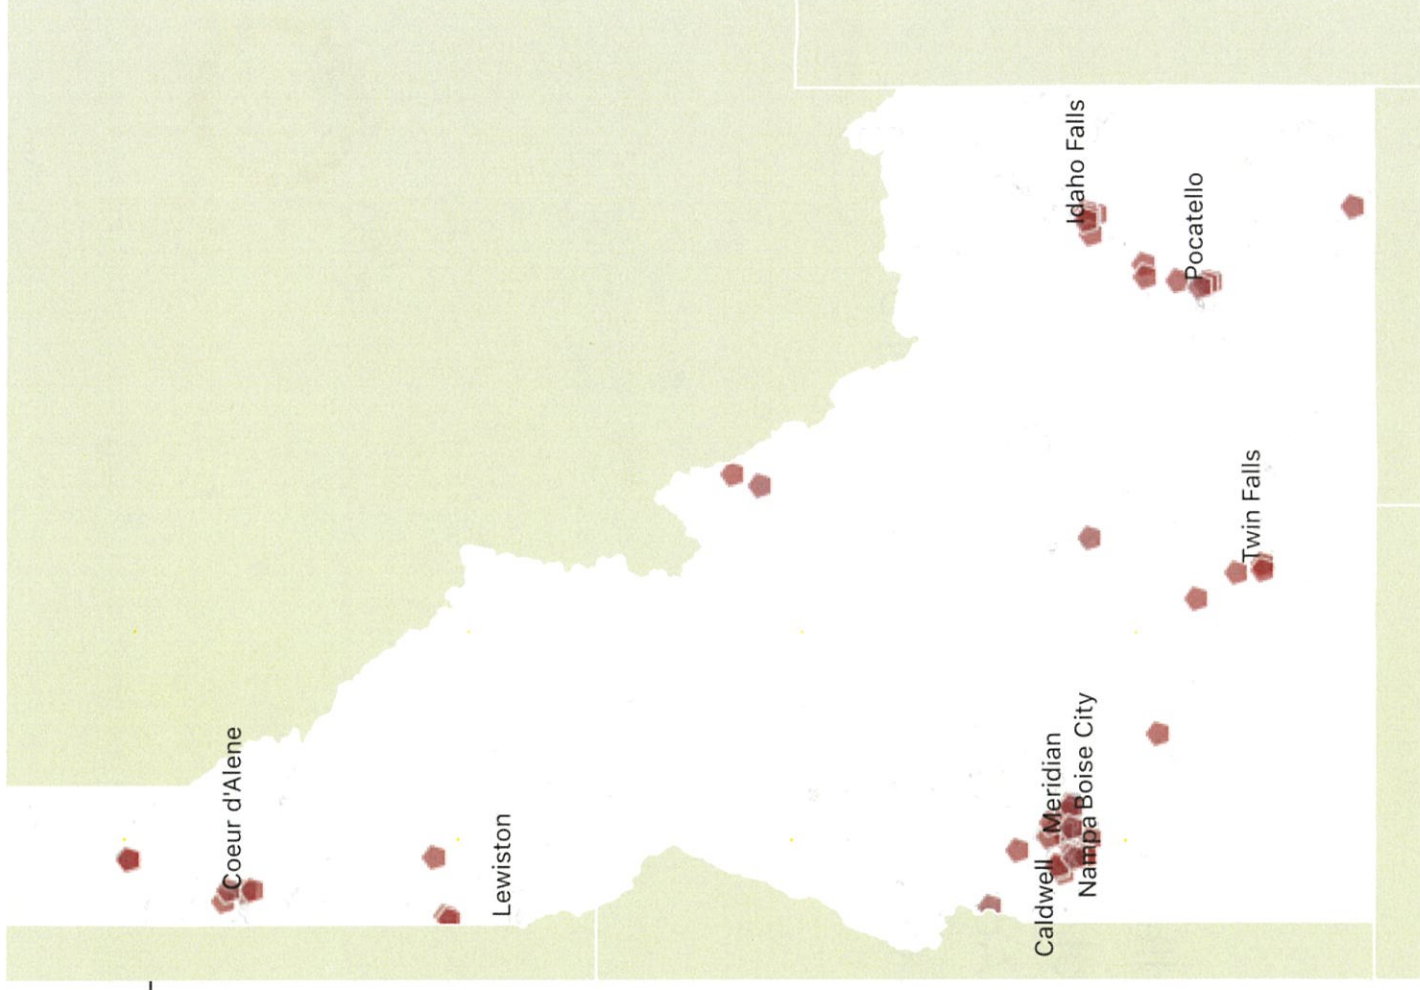 Coeur d'Alene
Lewiston
Caldwell
Meridian
Nampa
Boise City
Twin Falls
Idaho Falls
Pocatello